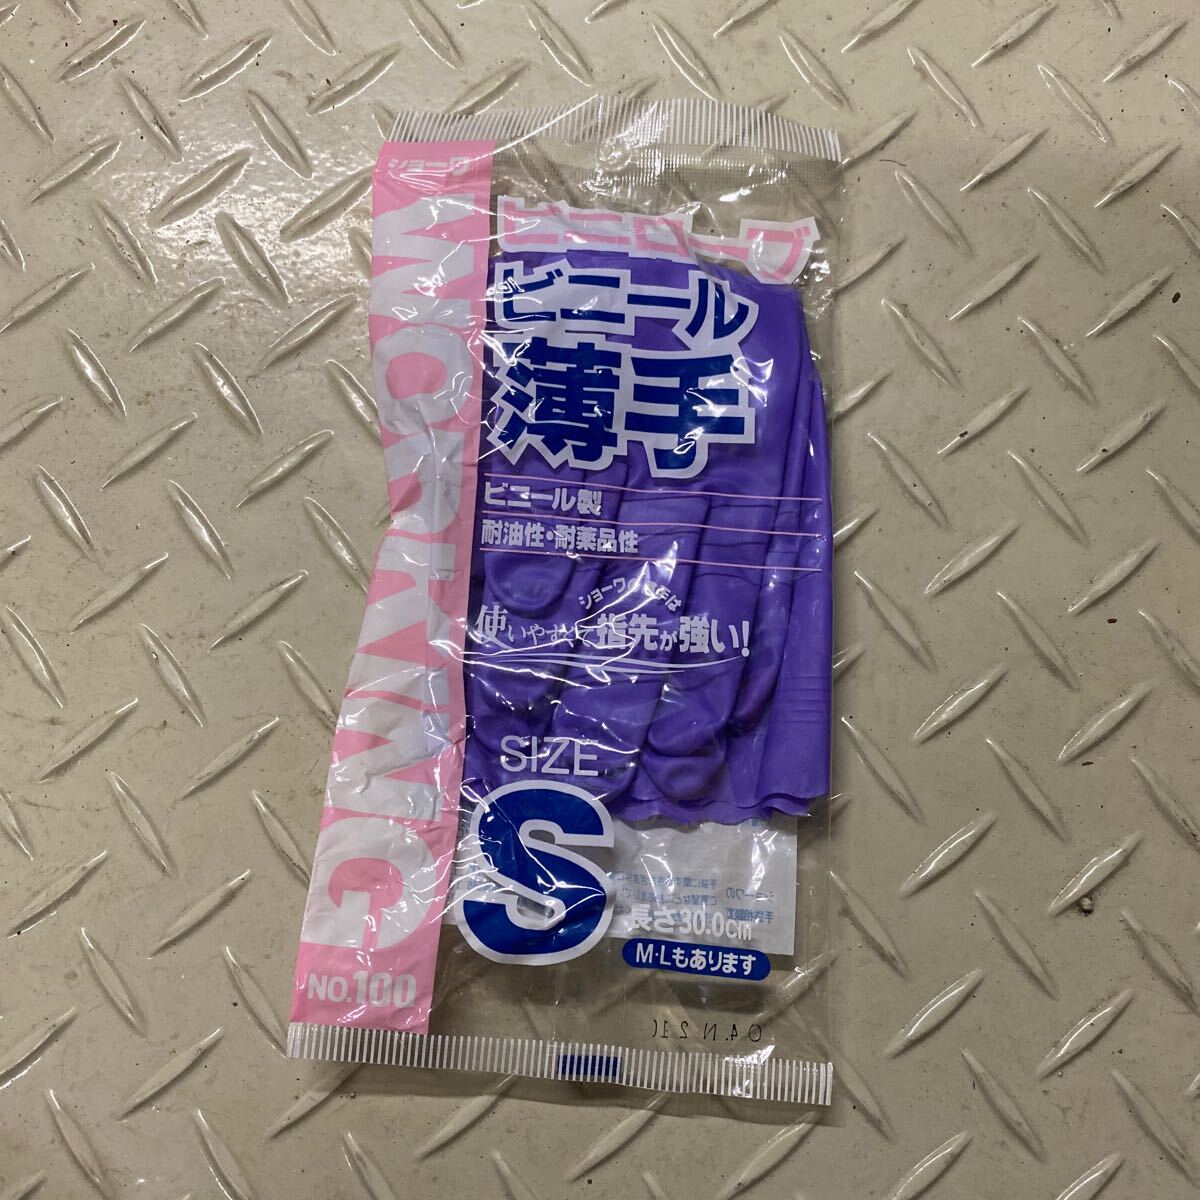 ショーワ
WORKING
NO.100
ビニローブ
ビニール
薄手
ビニール製
耐油性・耐薬品性
ショーワの
使いやすくて指先が強い!
SIZE
S
長さ30.0cm
M・Lもあります